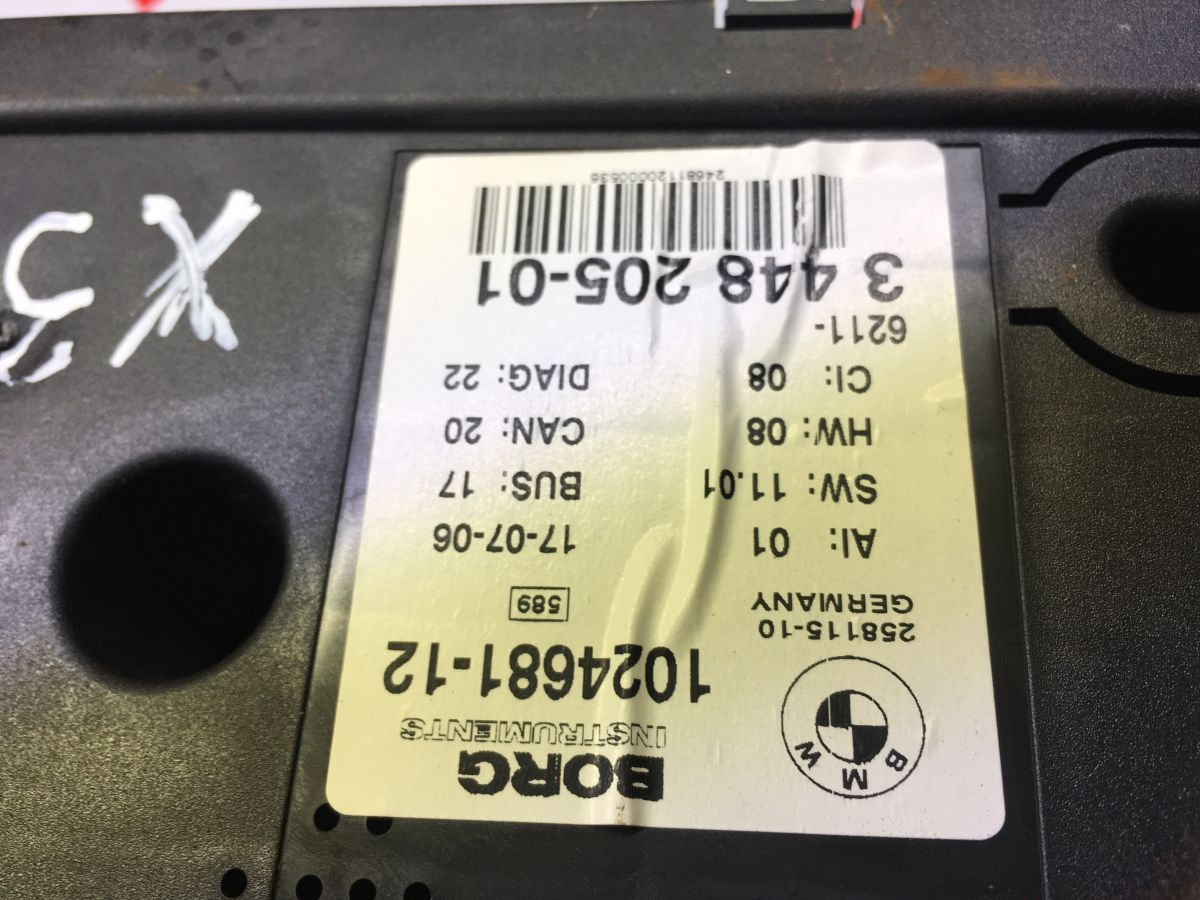 BMW
BORG
INSTRUMENTS
1024681-12
258115-10
GERMANY
589
AI: 01
17-07-06
SW: 11.01
BUS: 17
HW: 08
CAN: 20
CI: 08
DIAG: 22
6211-
3 448 205-01
24681120000536
X5